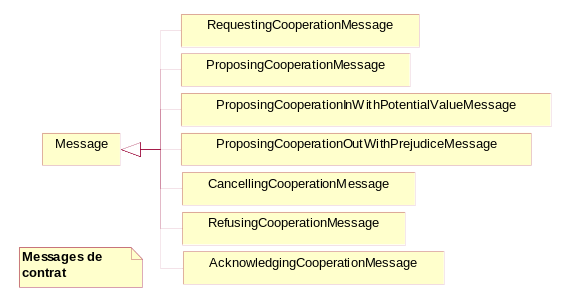 RequestingCooperationMessage
ProposingCooperationMessage
ProposingCooperationInWithPotentialValueMessage
Message
ProposingCooperationOutWithPrejudiceMessage
CancellingCooperationMessage
RefusingCooperationMessage
Messages de
contrat
AcknowledgingCooperationMessage